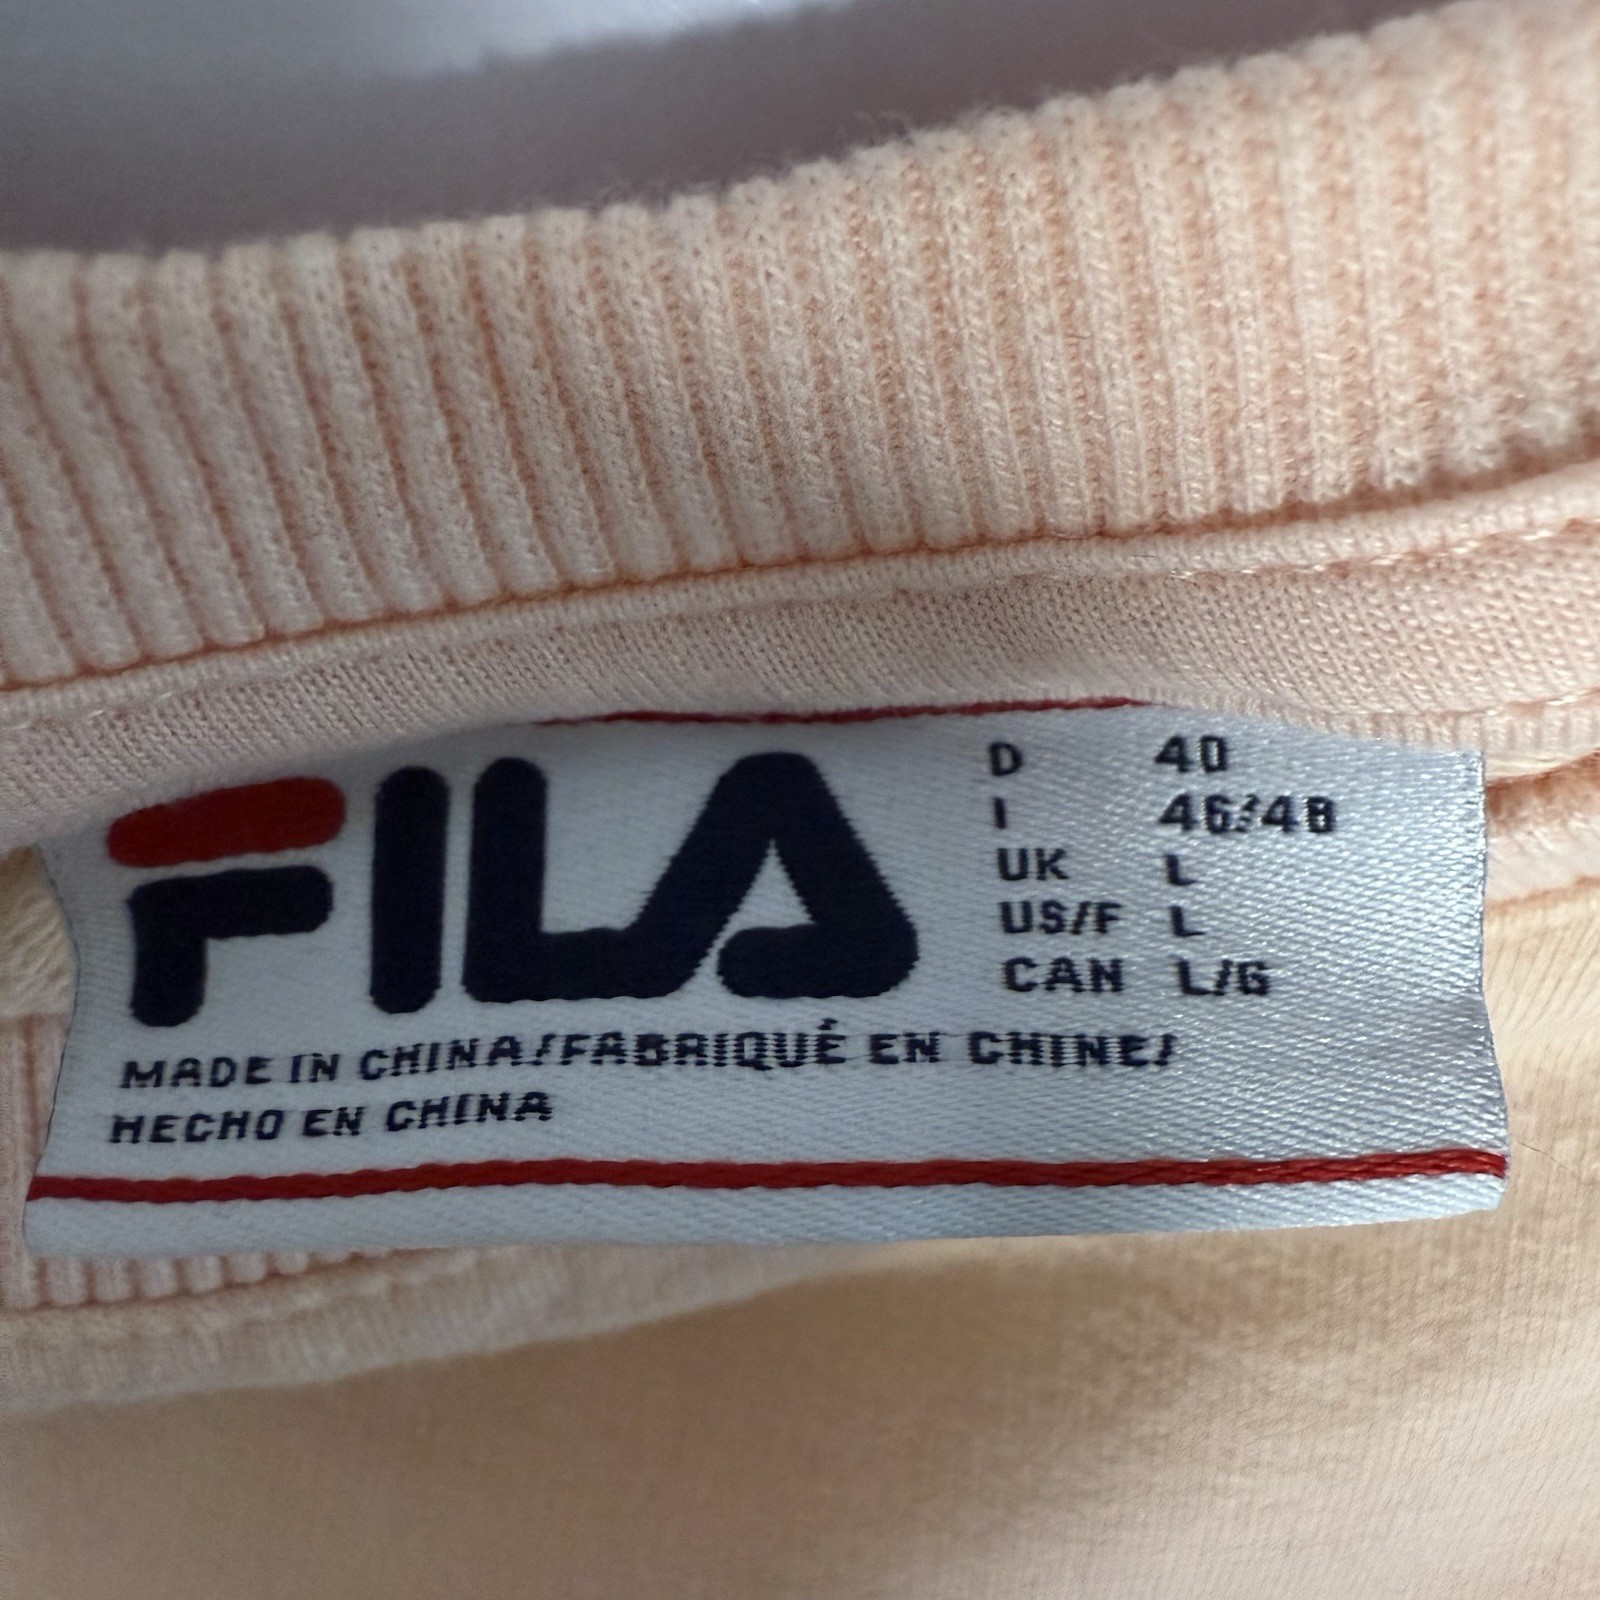 FILA
D 40
I 46/48
UK L
US/F L
CAN L/G
MADE IN CHINA/FABRIQUÉ EN CHINE/
HECHO EN CHINA